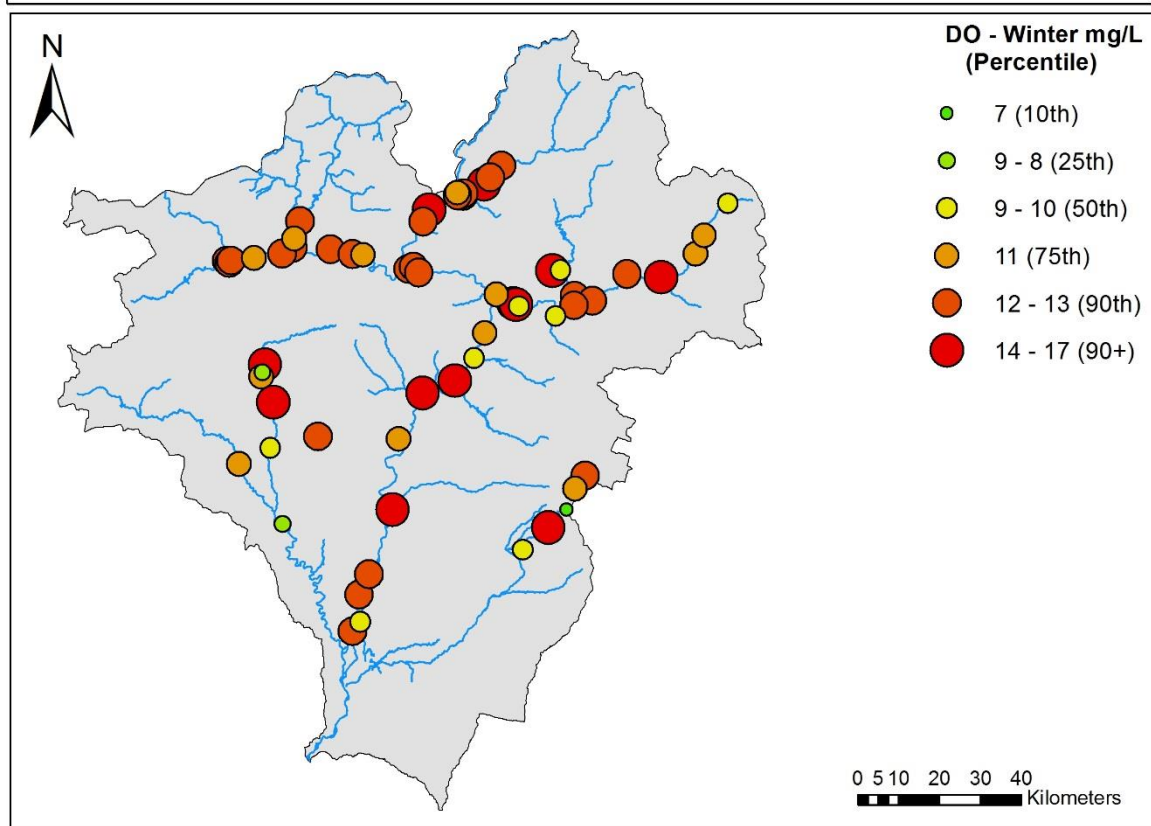 N
DO - Winter mg/L
(Percentile)
7 (10th)
9 - 8 (25th)
9 - 10 (50th)
11 (75th)
12 - 13 (90th)
14 - 17 (90+)
0 5 10 20 30 40
Kilometers